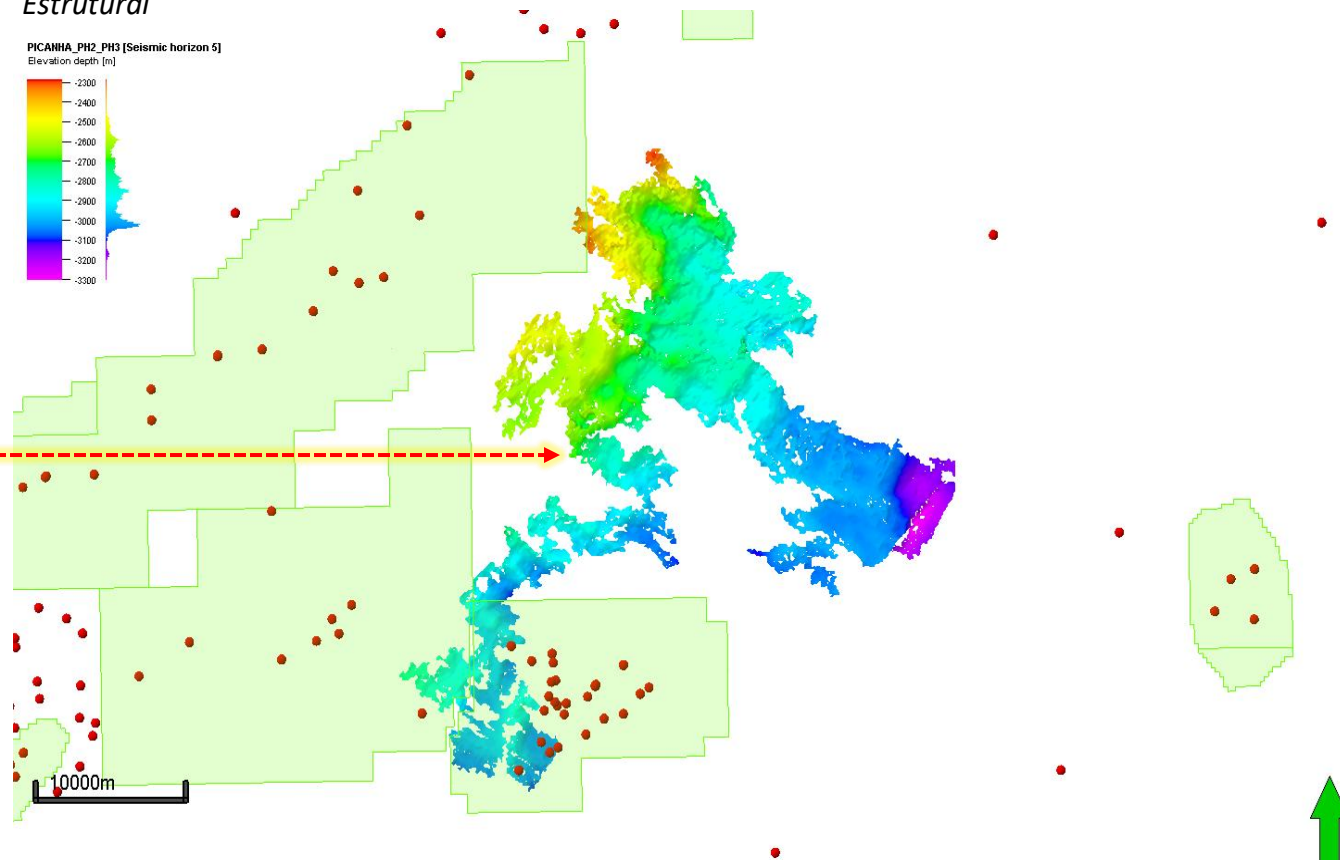 Estrutural
PICANHA_PH2_PH3 [Seismic horizon 5]
Elevation depth [m]
-2300
-2400
-2500
-2600
-2700
-2800
-2900
-3000
-3100
-3200
-3300
10000m